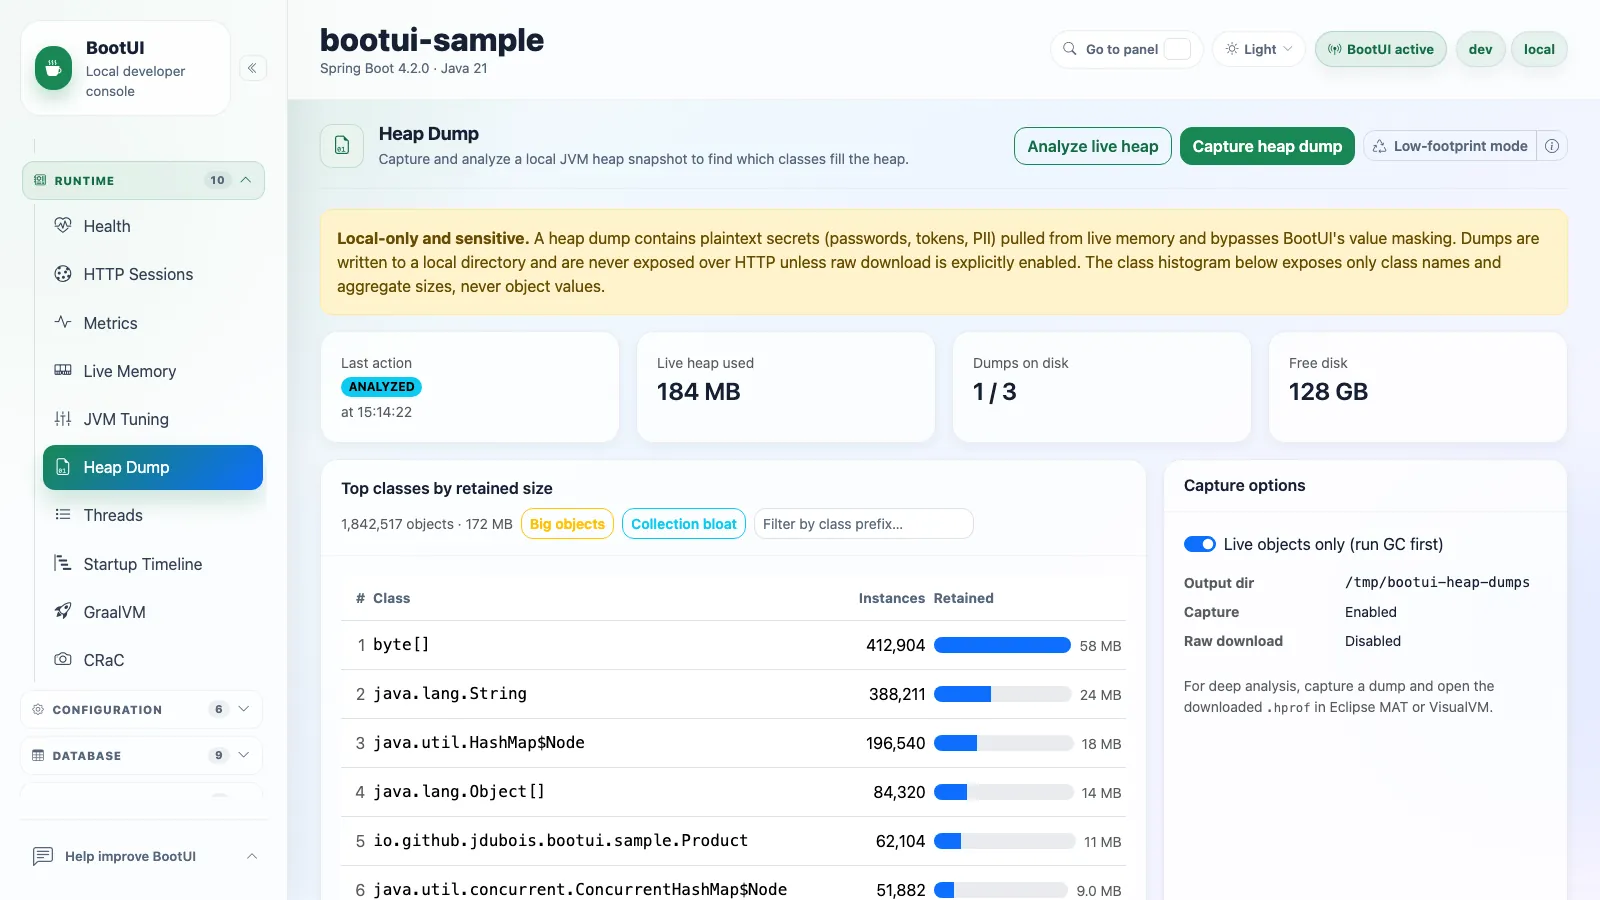 BootUI
Local developer
console
RUNTIME 10
Health
HTTP Sessions
Metrics
Live Memory
JVM Tuning
Heap Dump
Threads
Startup Timeline
GraalVM
CRaC
CONFIGURATION 6
DATABASE 9
Help improve BootUI
bootui-sample
Spring Boot 4.2.0 · Java 21
Go to panel
Light
BootUI active
dev
local
Heap Dump
Capture and analyze a local JVM heap snapshot to find which classes fill the heap.
Analyze live heap
Capture heap dump
Low-footprint mode
Local-only and sensitive. A heap dump contains plaintext secrets (passwords, tokens, PII) pulled from live memory and bypasses BootUI's value masking. Dumps are
written to a local directory and are never exposed over HTTP unless raw download is explicitly enabled. The class histogram below exposes only class names and
aggregate sizes, never object values.
Last action
ANALYZED
at 15:14:22
Live heap used
184 MB
Dumps on disk
1 / 3
Free disk
128 GB
Top classes by retained size
1,842,517 objects · 172 MB Big objects Collection bloat Filter by class prefix...
# Class Instances Retained
1 byte[] 412,904 58 MB
2 java.lang.String 388,211 24 MB
3 java.util.HashMap$Node 196,540 18 MB
4 java.lang.Object[] 84,320 14 MB
5 io.github.jdubois.bootui.sample.Product 62,104 11 MB
6 java.util.concurrent.ConcurrentHashMap$Node 51,882 9.0 MB
Capture options
Live objects only (run GC first)
Output dir /tmp/bootui-heap-dumps
Capture Enabled
Raw download Disabled
For deep analysis, capture a dump and open the
downloaded .hprof in Eclipse MAT or VisualVM.